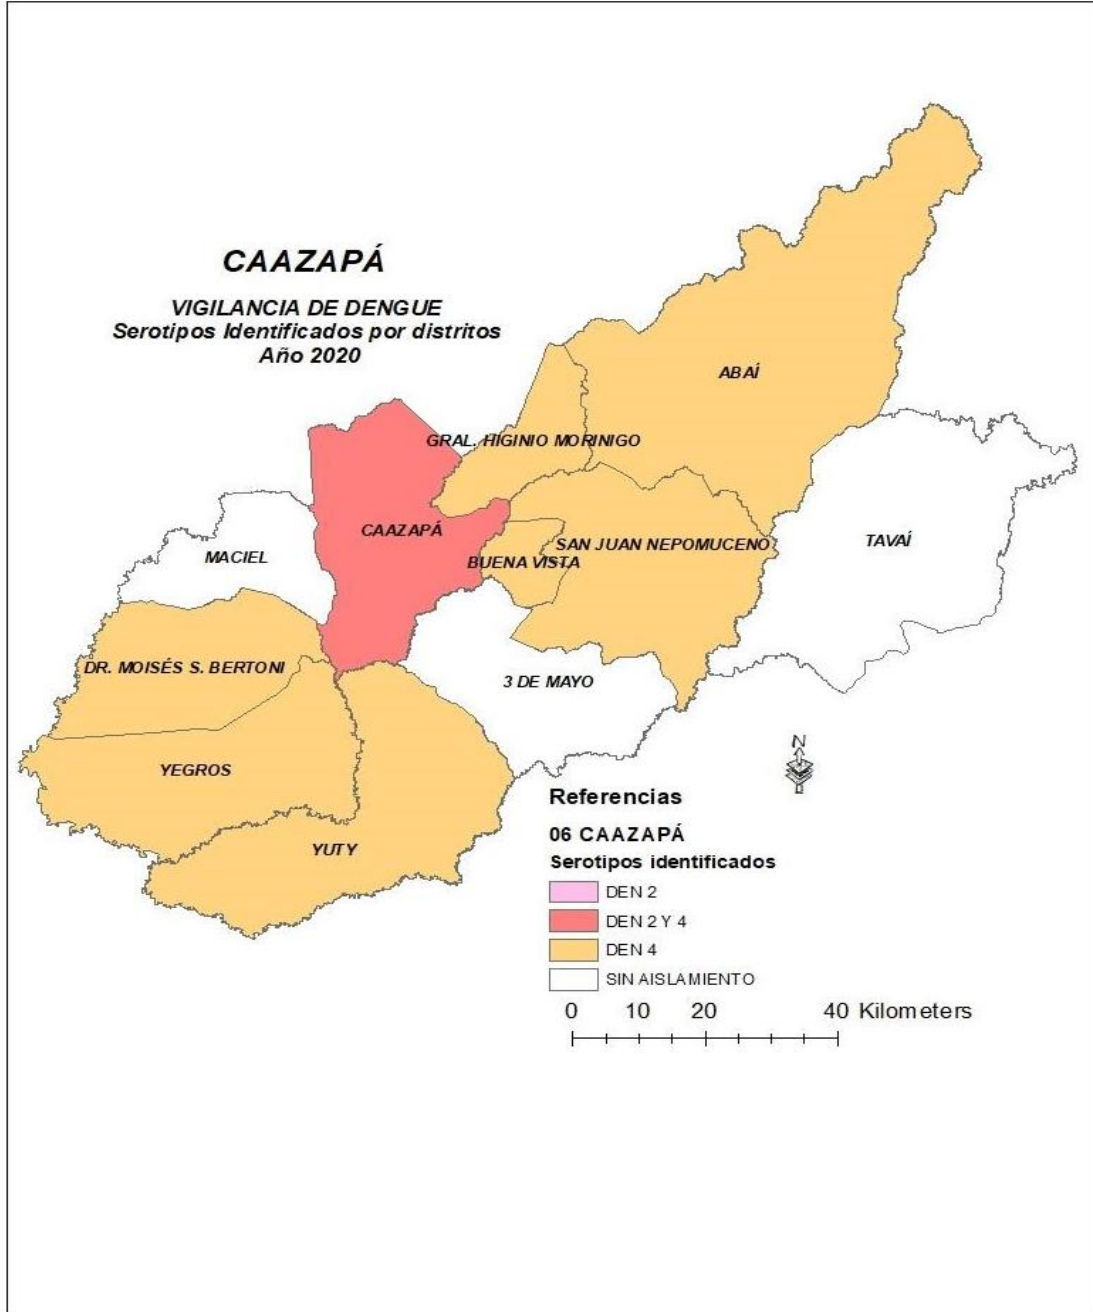 CAAZAPÁ
VIGILANCIA DE DENGUE
Serotipos Identificados por distritos
Año 2020
ABAÍ
GRAL. HIGINIO MORINIGO
CAAZAPÁ
SAN JUAN NEPOMUCENO
TAVAÍ
MACIEL
BUENA VISTA
DR. MOISÉS S. BERTONI
3 DE MAYO
YEGROS
YUTY
N
Referencias
06 CAAZAPÁ
Serotipos identificados
DEN 2
DEN 2 Y 4
DEN 4
SIN AISLAMIENTO
0 10 20 40 Kilometers